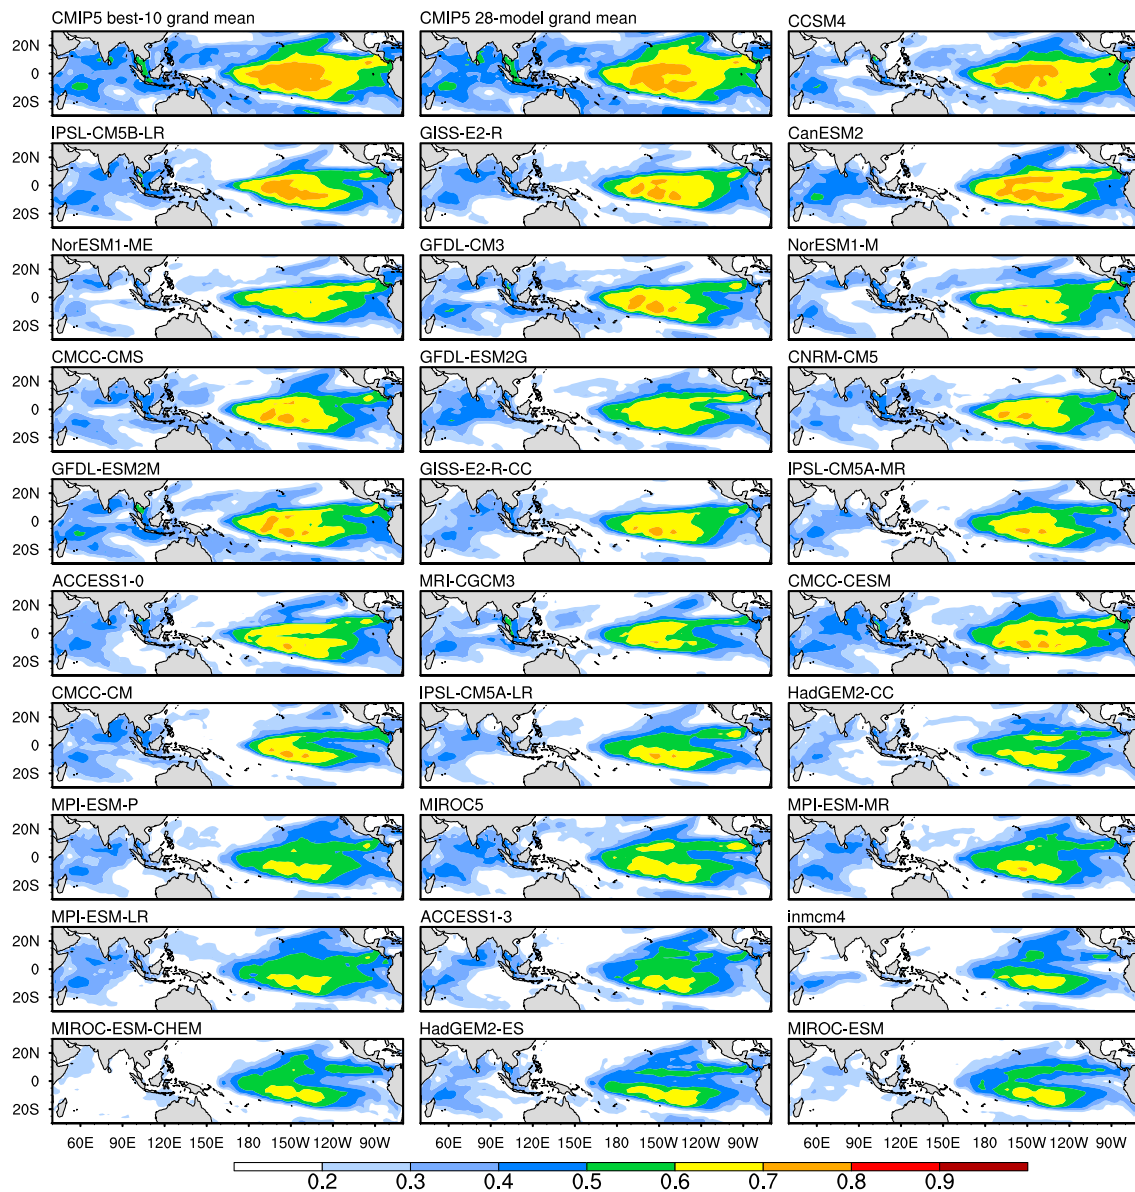 CMIP5 best-10 grand mean CMIP5 28-model grand mean CCSM4
20N
0
20S
IPSL-CM5B-LR GISS-E2-R CanESM2
20N
0
20S
NorESM1-ME GFDL-CM3 NorESM1-M
20N
0
20S
CMCC-CMS GFDL-ESM2G CNRM-CM5
20N
0
20S
GFDL-ESM2M GISS-E2-R-CC IPSL-CM5A-MR
20N
0
20S
ACCESS1-0 MRI-CGCM3 CMCC-CESM
20N
0
20S
CMCC-CM IPSL-CM5A-LR HadGEM2-CC
20N
0
20S
MPI-ESM-P MIROC5 MPI-ESM-MR
20N
0
20S
MPI-ESM-LR ACCESS1-3 inmcm4
20N
0
20S
MIROC-ESM-CHEM HadGEM2-ES MIROC-ESM
20N
0
20S
60E 90E 120E 150E 180 150W 120W 90W 60E 90E 120E 150E 180 150W 120W 90W 60E 90E 120E 150E 180 150W 120W 90W
0.2 0.3 0.4 0.5 0.6 0.7 0.8 0.9